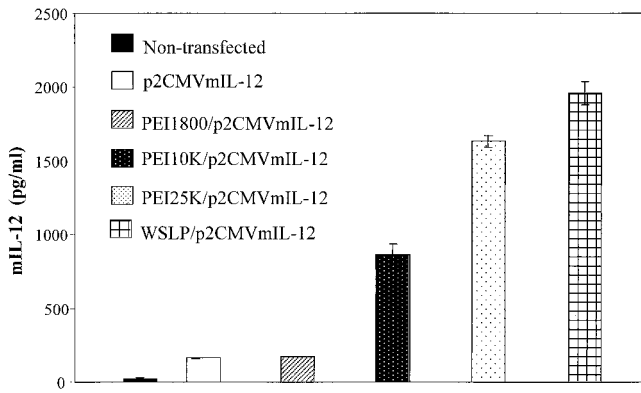 2500
2000
1500
1000
500
0
mIL-12 (pg/ml)
Non-transfected
p2CMVmIL-12
PEI1800/p2CMVmIL-12
PEI10K/p2CMVmIL-12
PEI25K/p2CMVmIL-12
WSLP/p2CMVmIL-12